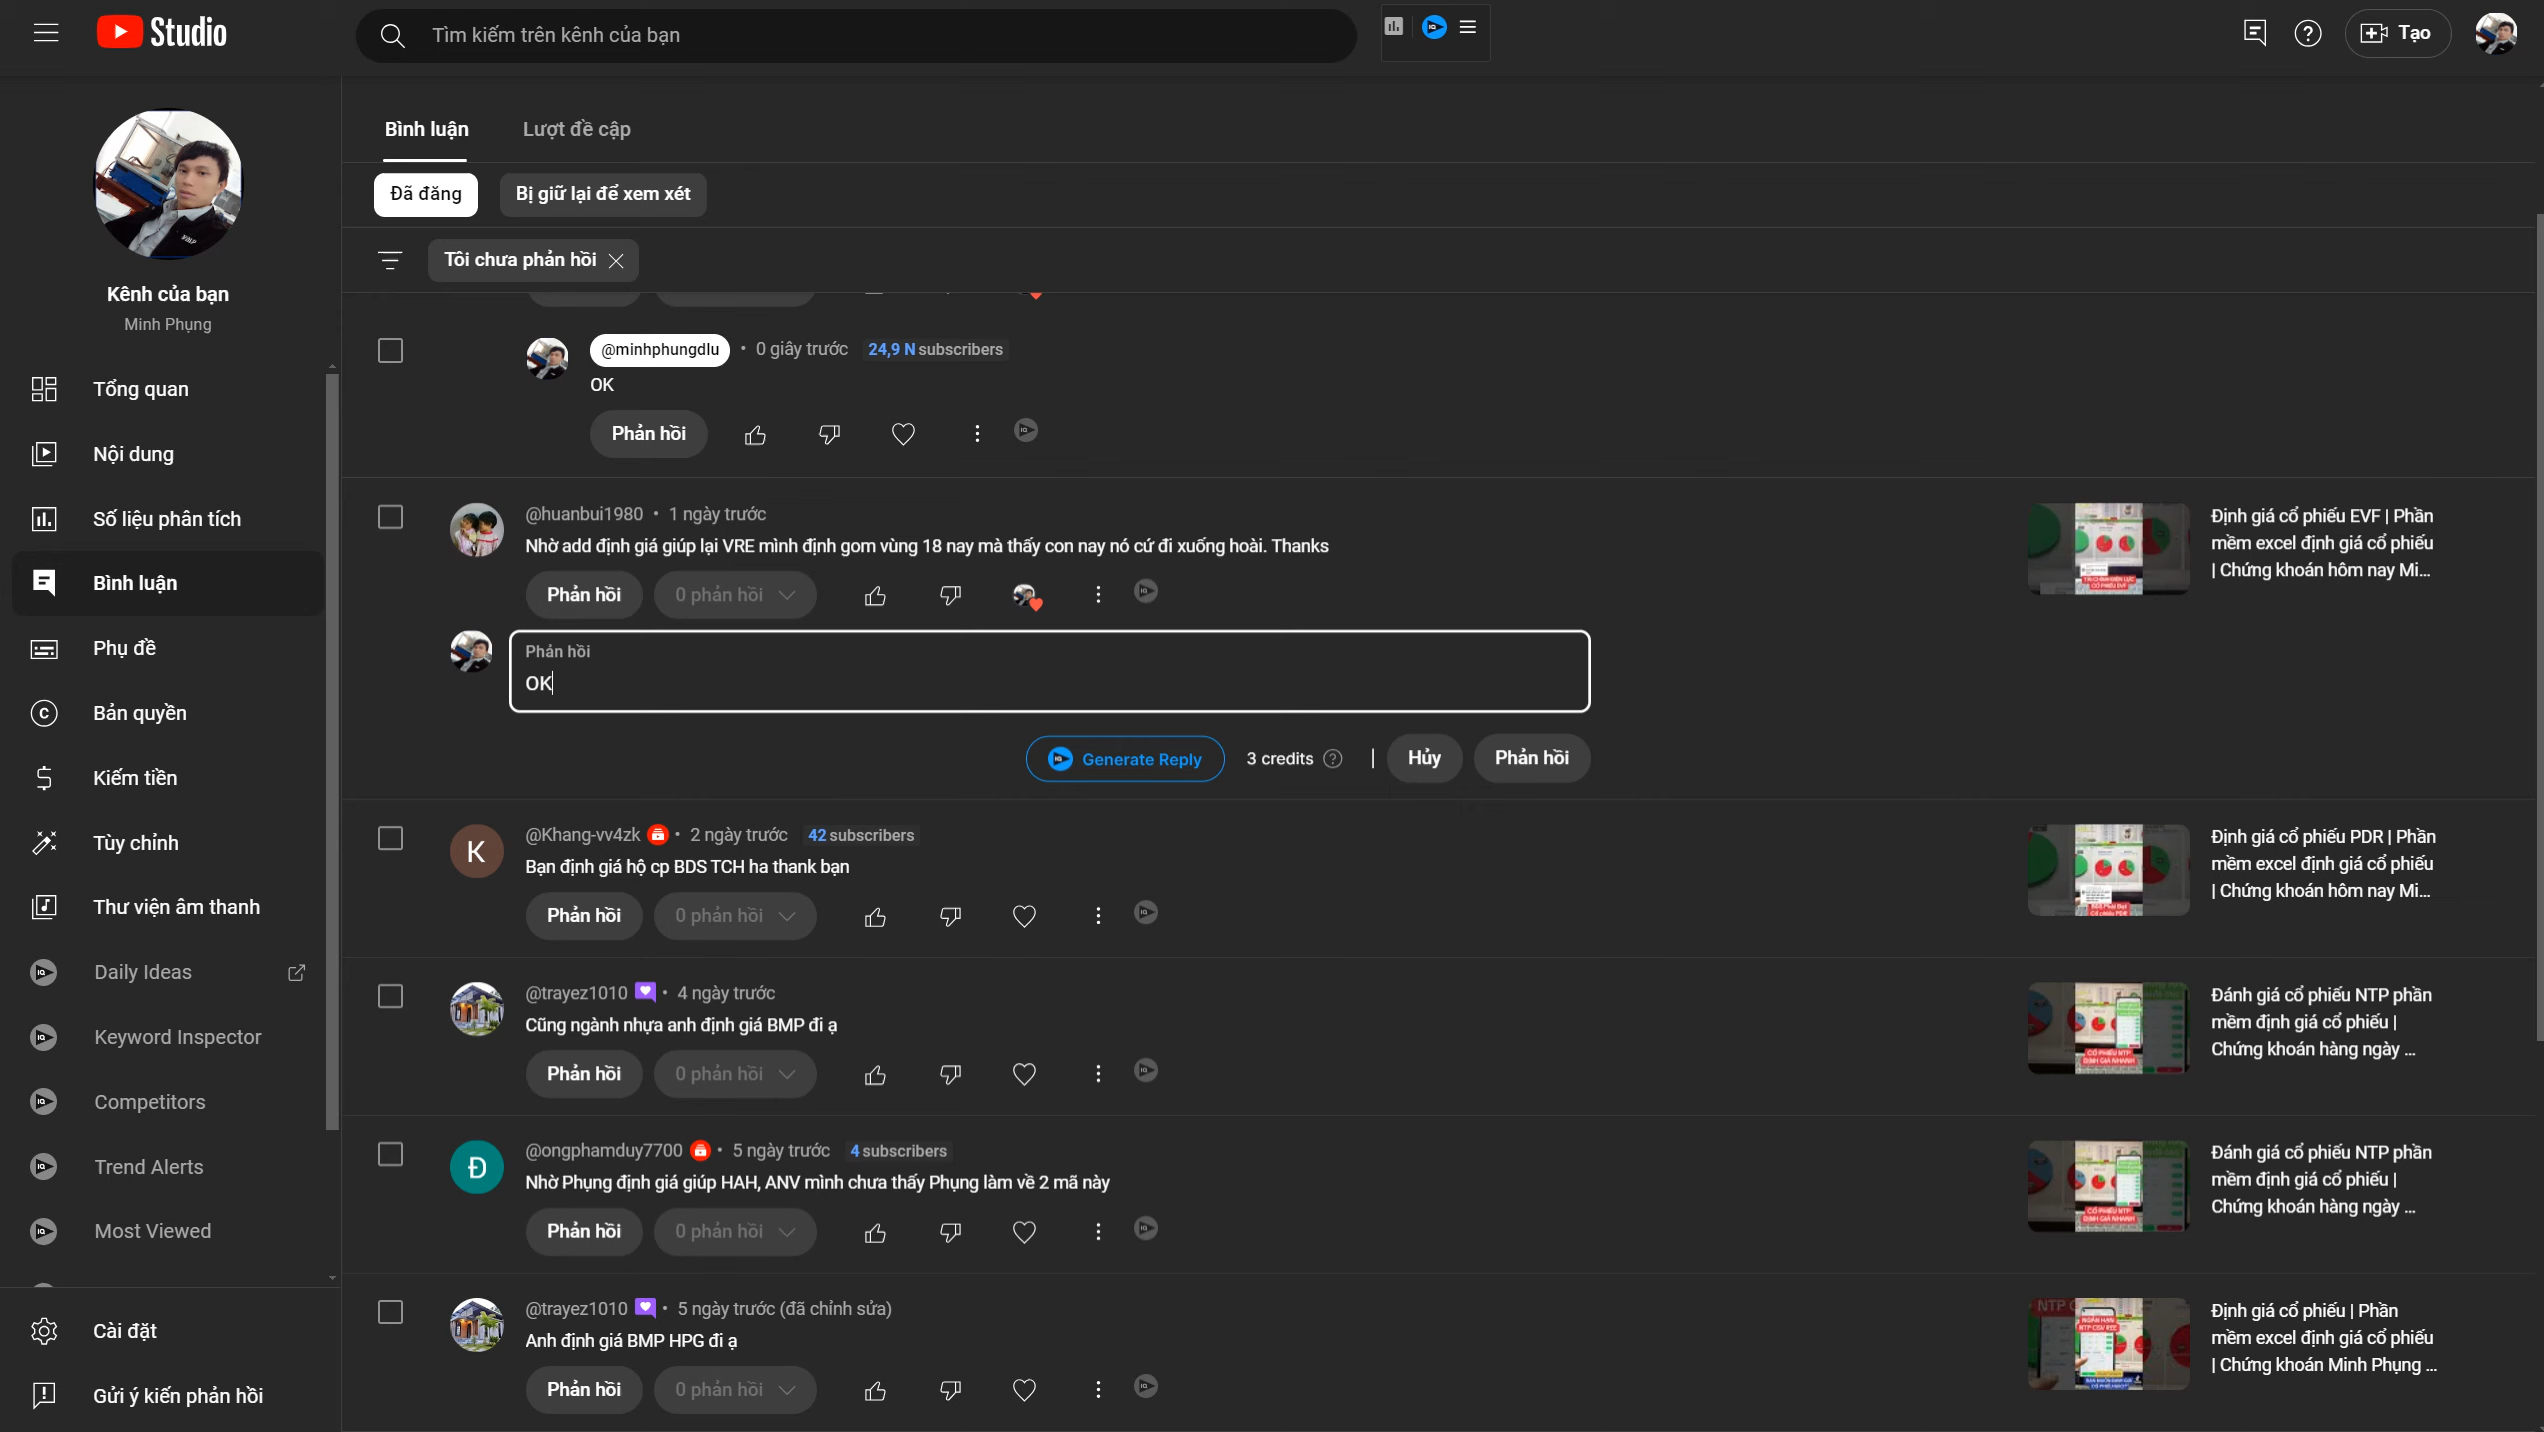 Studio
Tìm kiếm trên kênh của bạn
Tạo
Kênh của bạn
Minh Phụng
Tổng quan
Nội dung
Số liệu phân tích
Bình luận
Phụ đề
Bản quyền
Kiếm tiền
Tùy chỉnh
Thư viện âm thanh
Daily Ideas
Keyword Inspector
Competitors
Trend Alerts
Most Viewed
Cài đặt
Gửi ý kiến phản hồi
Bình luận Lượt đề cập
Đã đăng Bị giữ lại để xem xét
Tôi chưa phản hồi
@minhphungdlu • 0 giây trước 24,9 N subscribers
OK
Phản hồi
@huanbui1980 • 1 ngày trước
Nhờ add định giá giúp lại VRE mình định gom vùng 18 nay mà thấy con nay nó cứ đi xuống hoài. Thanks
Phản hồi 0 phản hồi
Định giá cổ phiếu EVF | Phần
mềm excel định giá cổ phiếu
| Chứng khoán hôm nay Mi...
Phản hồi
OK
Generate Reply 3 credits | Hủy Phản hồi
K
@Khang-vv4zk • 2 ngày trước 42 subscribers
Bạn định giá hộ cp BDS TCH ha thank bạn
Phản hồi 0 phản hồi
Định giá cổ phiếu PDR | Phần
mềm excel định giá cổ phiếu
| Chứng khoán hôm nay Mi...
@trayez1010 • 4 ngày trước
Cũng ngành nhựa anh định giá BMP đi ạ
Phản hồi 0 phản hồi
CỔ PHIẾU NTP
ĐỊNH GIÁ NHANH
Đánh giá cổ phiếu NTP phần
mềm định giá cổ phiếu |
Chứng khoán hàng ngày ...
Đ
@ongphamduy7700 • 5 ngày trước 4 subscribers
Nhờ Phụng định giá giúp HAH, ANV mình chưa thấy Phụng làm về 2 mã này
Phản hồi 0 phản hồi
CỔ PHIẾU NTP
ĐỊNH GIÁ NHANH
Đánh giá cổ phiếu NTP phần
mềm định giá cổ phiếu |
Chứng khoán hàng ngày ...
@trayez1010 • 5 ngày trước (đã chỉnh sửa)
Anh định giá BMP HPG đi ạ
Phản hồi 0 phản hồi
Định giá cổ phiếu | Phần
mềm excel định giá cổ phiếu
| Chứng khoán Minh Phụng ...